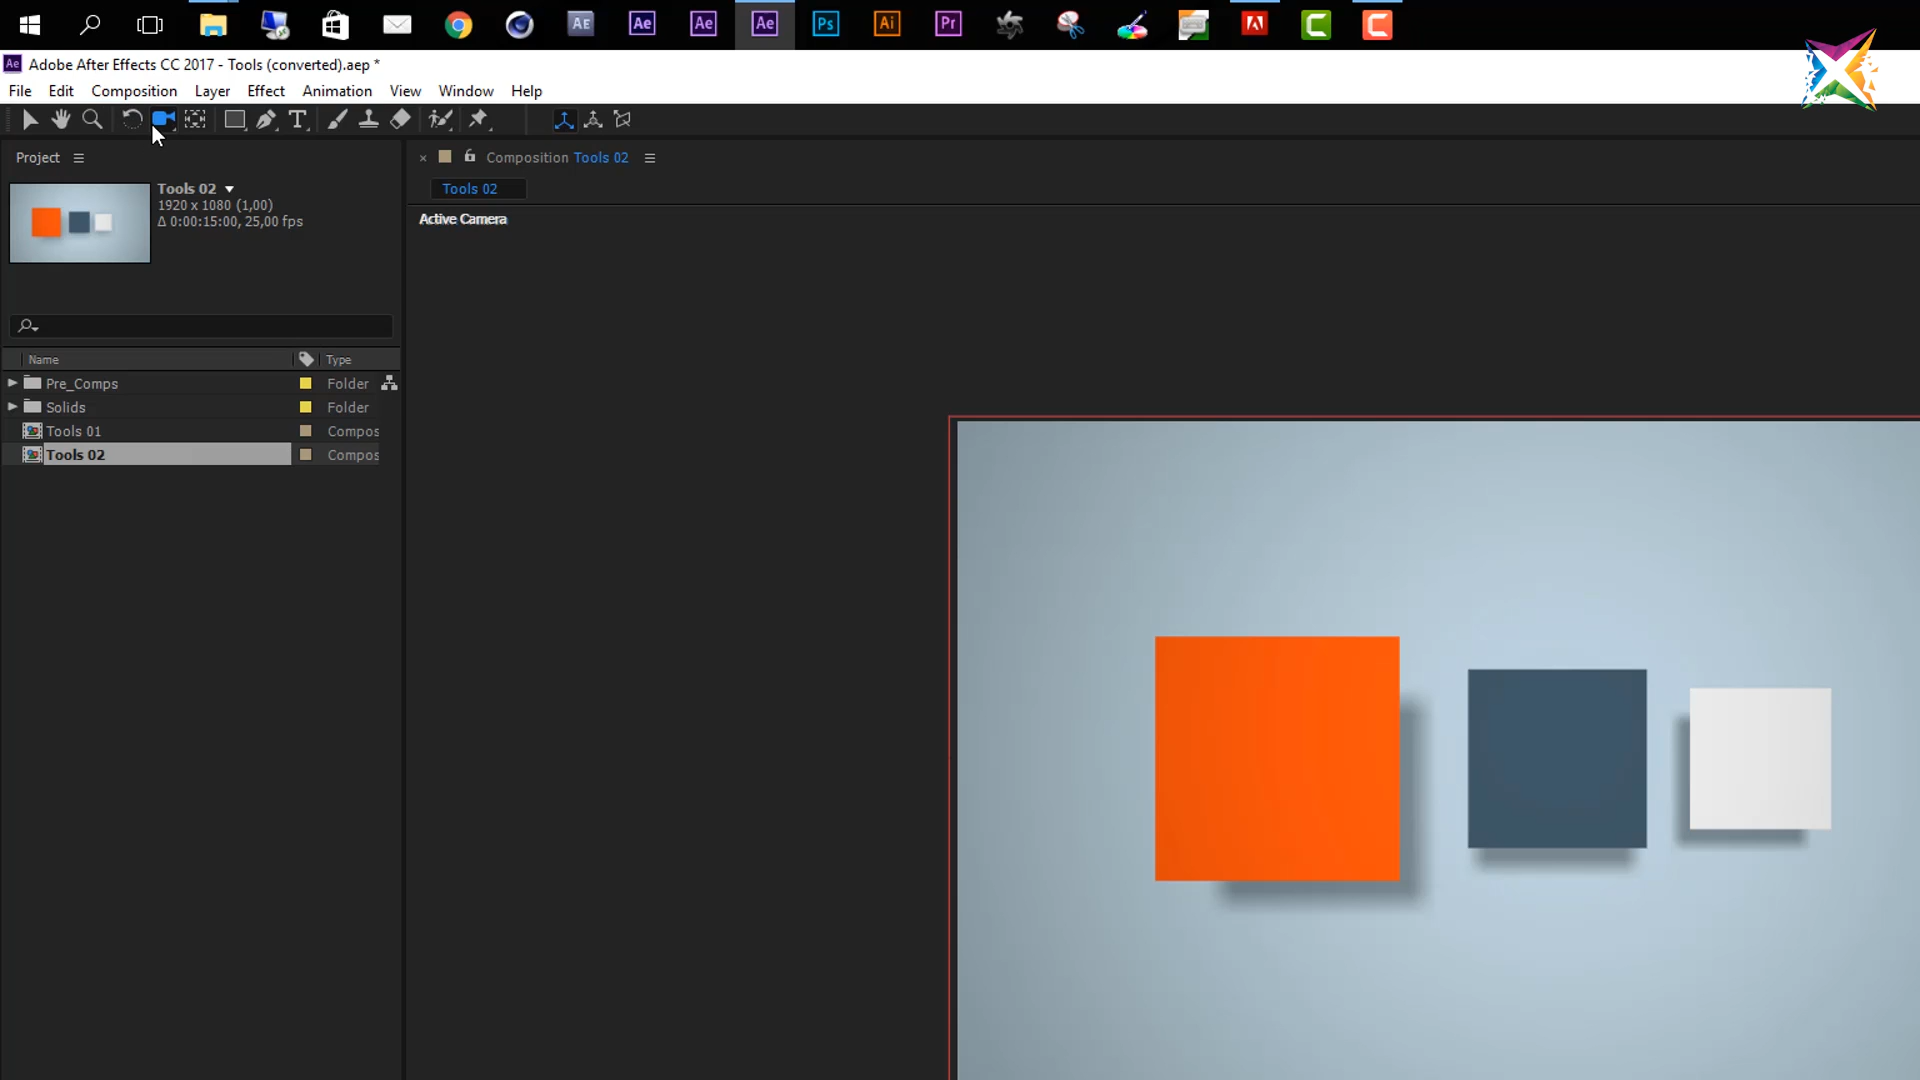 AE
Ae
Ae
Ae
Ps
Ai
Pr
Ae
Adobe After Effects CC 2017 - Tools (converted).aep *
File Edit Composition Layer Effect Animation View Window Help
T
Project
Composition Tools 02
Tools 02
1920 x 1080 (1,00)
Δ 0:00:15:00, 25,00 fps
Tools 02
Active Camera
Name Type
Pre_Comps Folder
Solids Folder
Tools 01 Compos
Tools 02 Compos